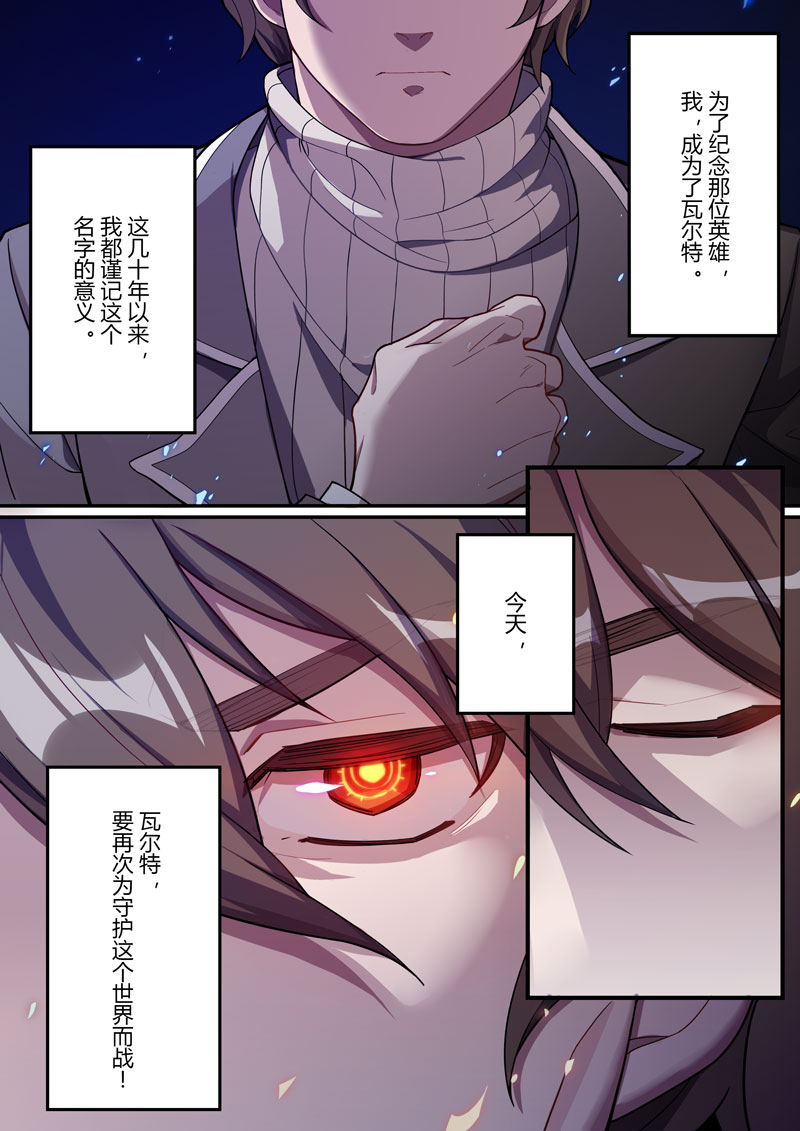 为了纪念那位英雄，
我，成为了瓦尔特。
这几十年以来，
我都谨记这个
名字的意义。
今天，
瓦尔特，
要再次为守护这个世界而战！